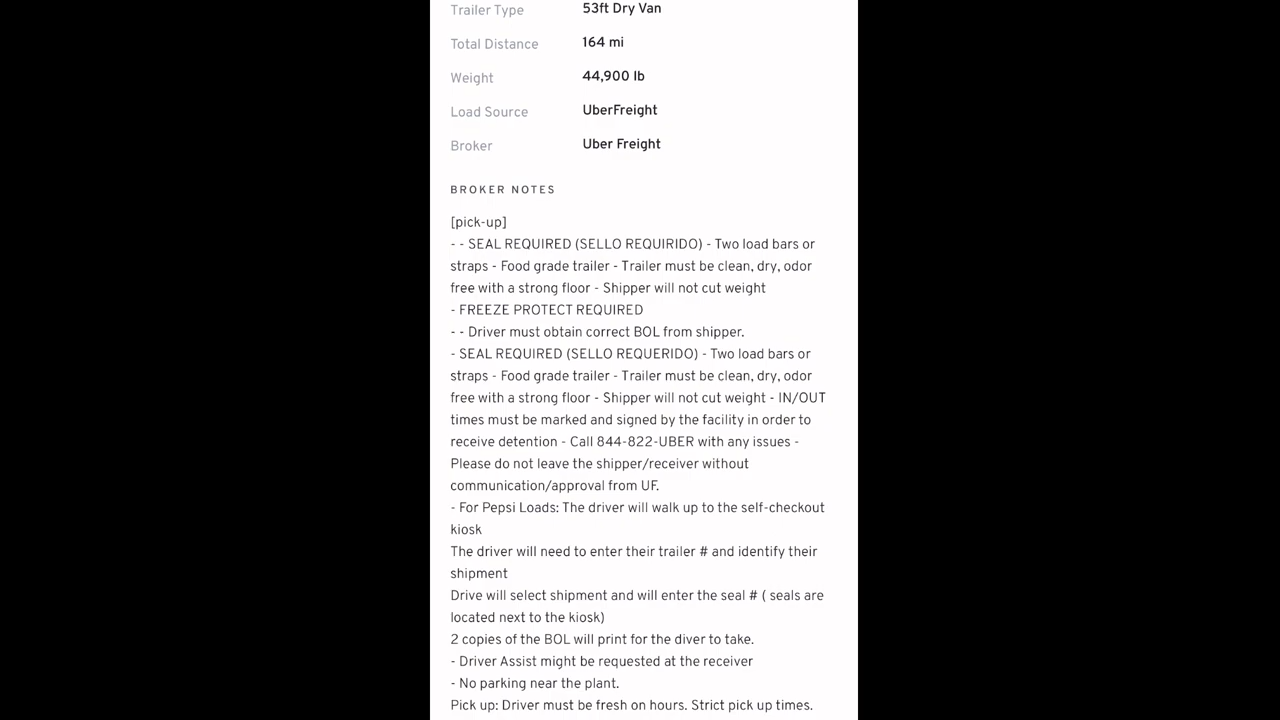 Trailer Type 53ft Dry Van
Total Distance 164 mi
Weight 44,900 lb
Load Source UberFreight
Broker Uber Freight
BROKER NOTES
[pick-up]
- - SEAL REQUIRED (SELLO REQUIRIDO) - Two load bars or
straps - Food grade trailer - Trailer must be clean, dry, odor
free with a strong floor - Shipper will not cut weight
- FREEZE PROTECT REQUIRED
- - Driver must obtain correct BOL from shipper.
- SEAL REQUIRED (SELLO REQUERIDO) - Two load bars or
straps - Food grade trailer - Trailer must be clean, dry, odor
free with a strong floor - Shipper will not cut weight - IN/OUT
times must be marked and signed by the facility in order to
receive detention - Call 844-822-UBER with any issues -
Please do not leave the shipper/receiver without
communication/approval from UF.
- For Pepsi Loads: The driver will walk up to the self-checkout
kiosk
The driver will need to enter their trailer # and identify their
shipment
Drive will select shipment and will enter the seal # ( seals are
located next to the kiosk)
2 copies of the BOL will print for the diver to take.
- Driver Assist might be requested at the receiver
- No parking near the plant.
Pick up: Driver must be fresh on hours. Strict pick up times.